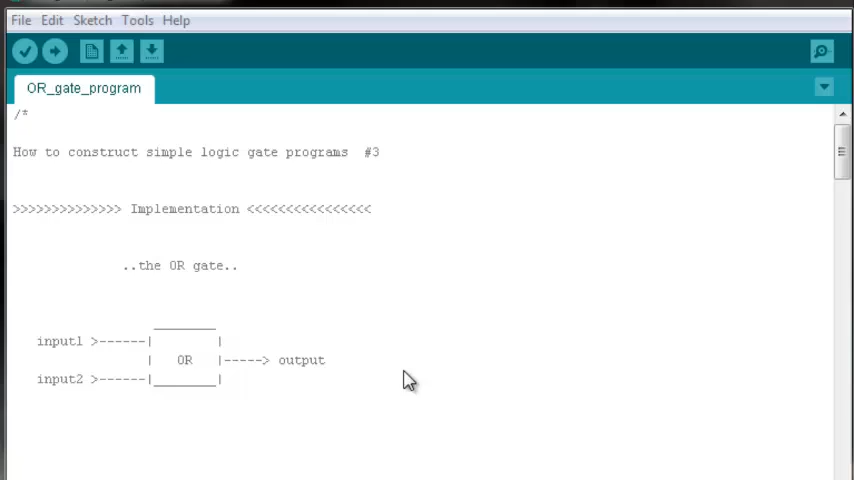 File Edit Sketch Tools Help
OR_gate_program
/*
How to construct simple logic gate programs  #3
>>>>>>>>>>>>>> Implementation <<<<<<<<<<<<<<<<
..the OR gate..
________
input1 >------|        |
|   OR   |-----> output
input2 >------|________|